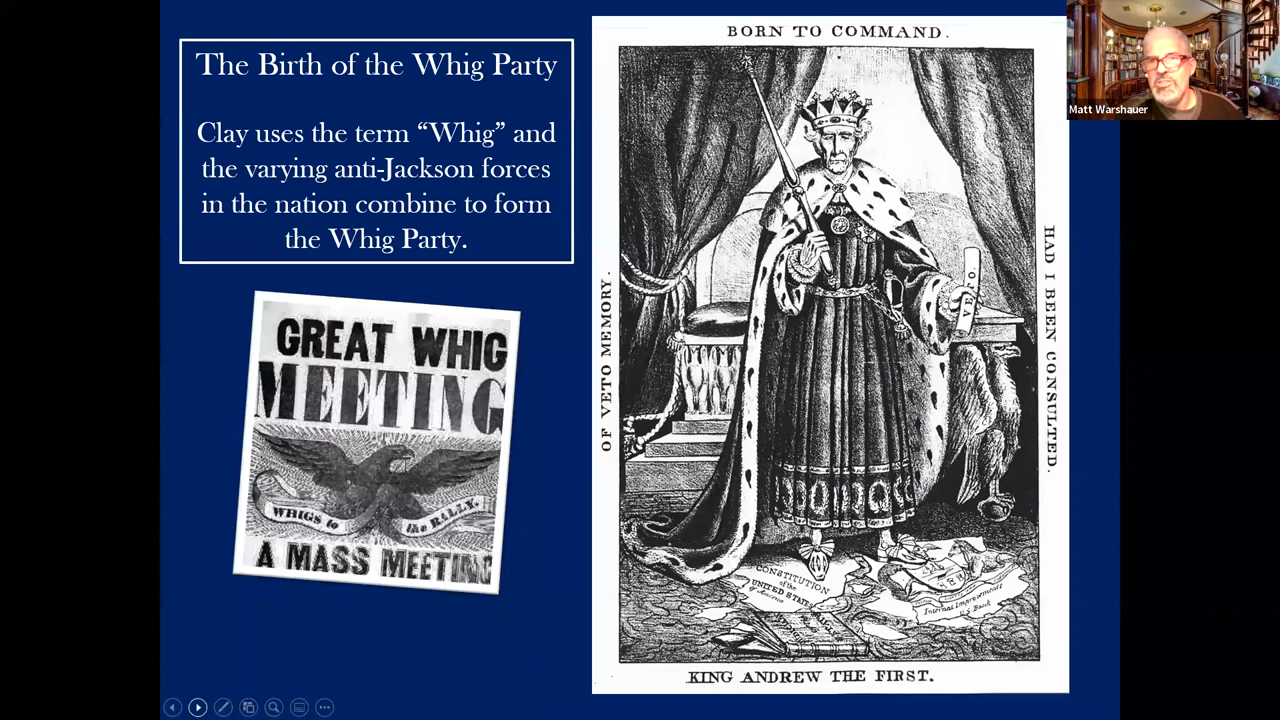 The Birth of the Whig Party
Clay uses the term “Whig” and
the varying anti-Jackson forces
in the nation combine to form
the Whig Party.
GREAT WHIG
MEETING
WHIGS to the RALLY.
A MASS MEETING
BORN TO COMMAND.
OF VETO MEMORY.
HAD I BEEN CONSULTED.
VETO
CONSTITUTION
of the
UNITED STATES
of America
Internal Improvements
U.S. Bank
KING ANDREW THE FIRST.
Matt Warshauer